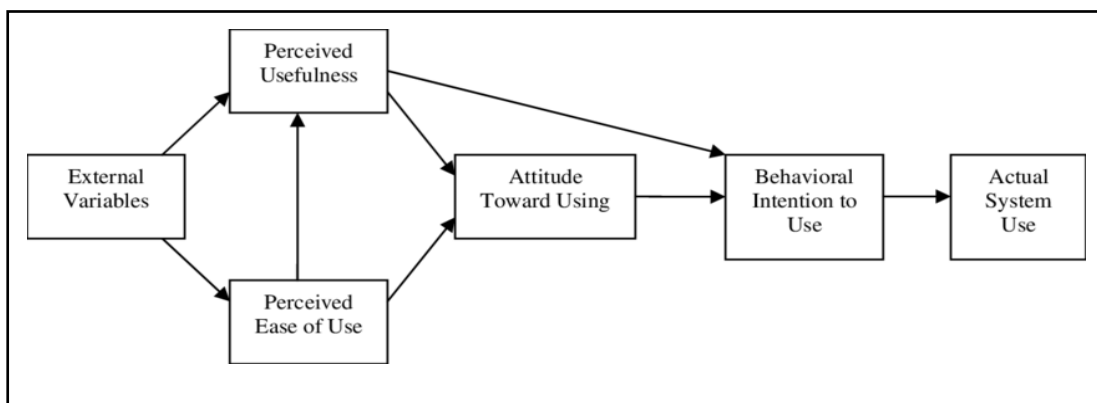 Perceived
Usefulness
External
Variables
Perceived
Ease of Use
Attitude
Toward Using
Behavioral
Intention to
Use
Actual
System
Use